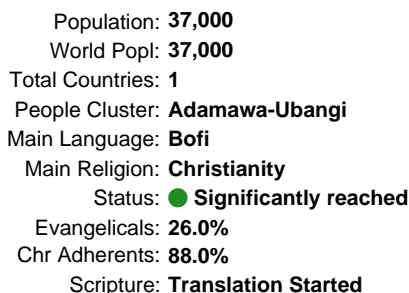 Population: 37,000
World Popl: 37,000
Total Countries: 1
People Cluster: Adamawa-Ubangi
Main Language: Bofi
Main Religion: Christianity
Status: Significantly reached
Evangelicals: 26.0%
Chr Adherents: 88.0%
Scripture: Translation Started